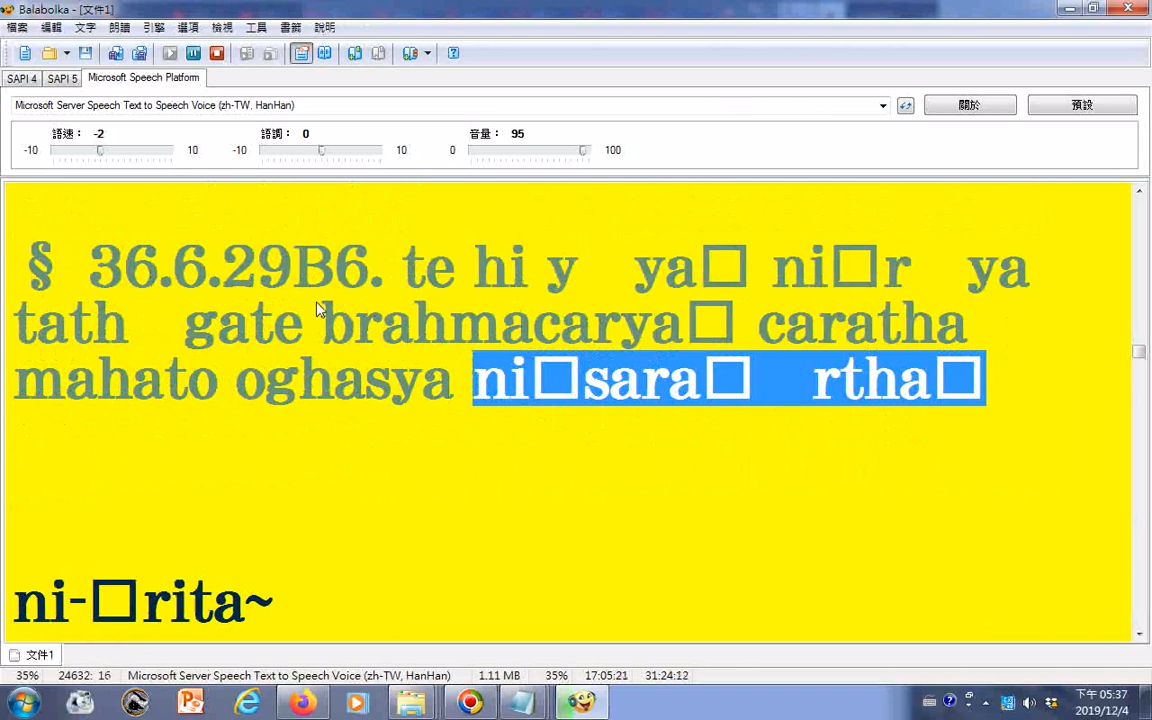 Balabolka - [文件1]
檔案 編輯 文字 朗讀 引擎 選項 檢視 工具 書籤 說明
SAPI 4 SAPI 5 Microsoft Speech Platform
Microsoft Server Speech Text to Speech Voice (zh-TW, HanHan) 關於 預設
語速： -2 語調： 0 音量： 95
-10 10 -10 10 0 100
§ 36.6.29B6. te hi y ya□ ni□r ya
tath gate brahmacarya□ caratha
mahato oghasya ni□sara□ rtha□
ni-□rita~
文件1
35% 24632: 16 Microsoft Server Speech Text to Speech Voice (zh-TW, HanHan) 1.11 MB 35% 17:05:21 31:24:12
下午 05:37
2019/12/4